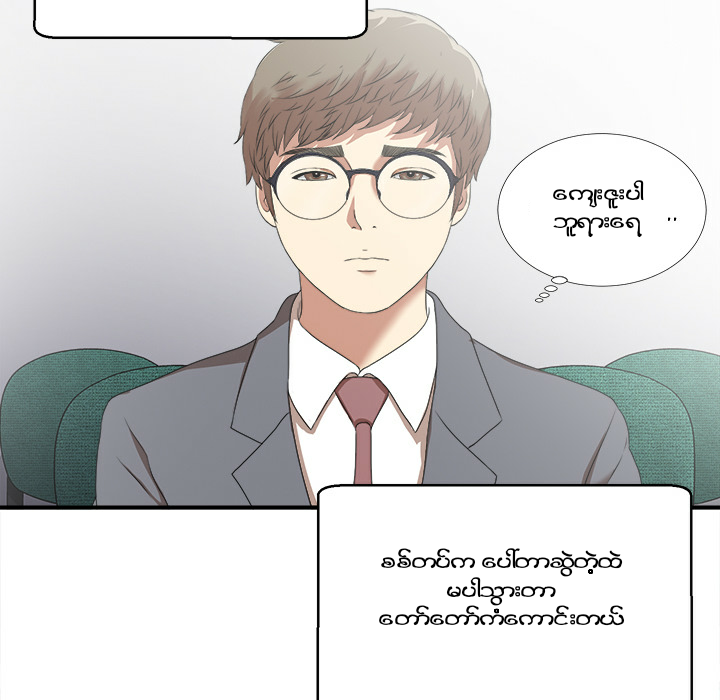 ကျေးဇူးပါ
ဘူရားရေ ..
ခစ်တပ်က ပေါ်တာဆွဲတဲ့ထဲ
မပါသွားတာ
တော်တော်ကံကောင်းတယ်